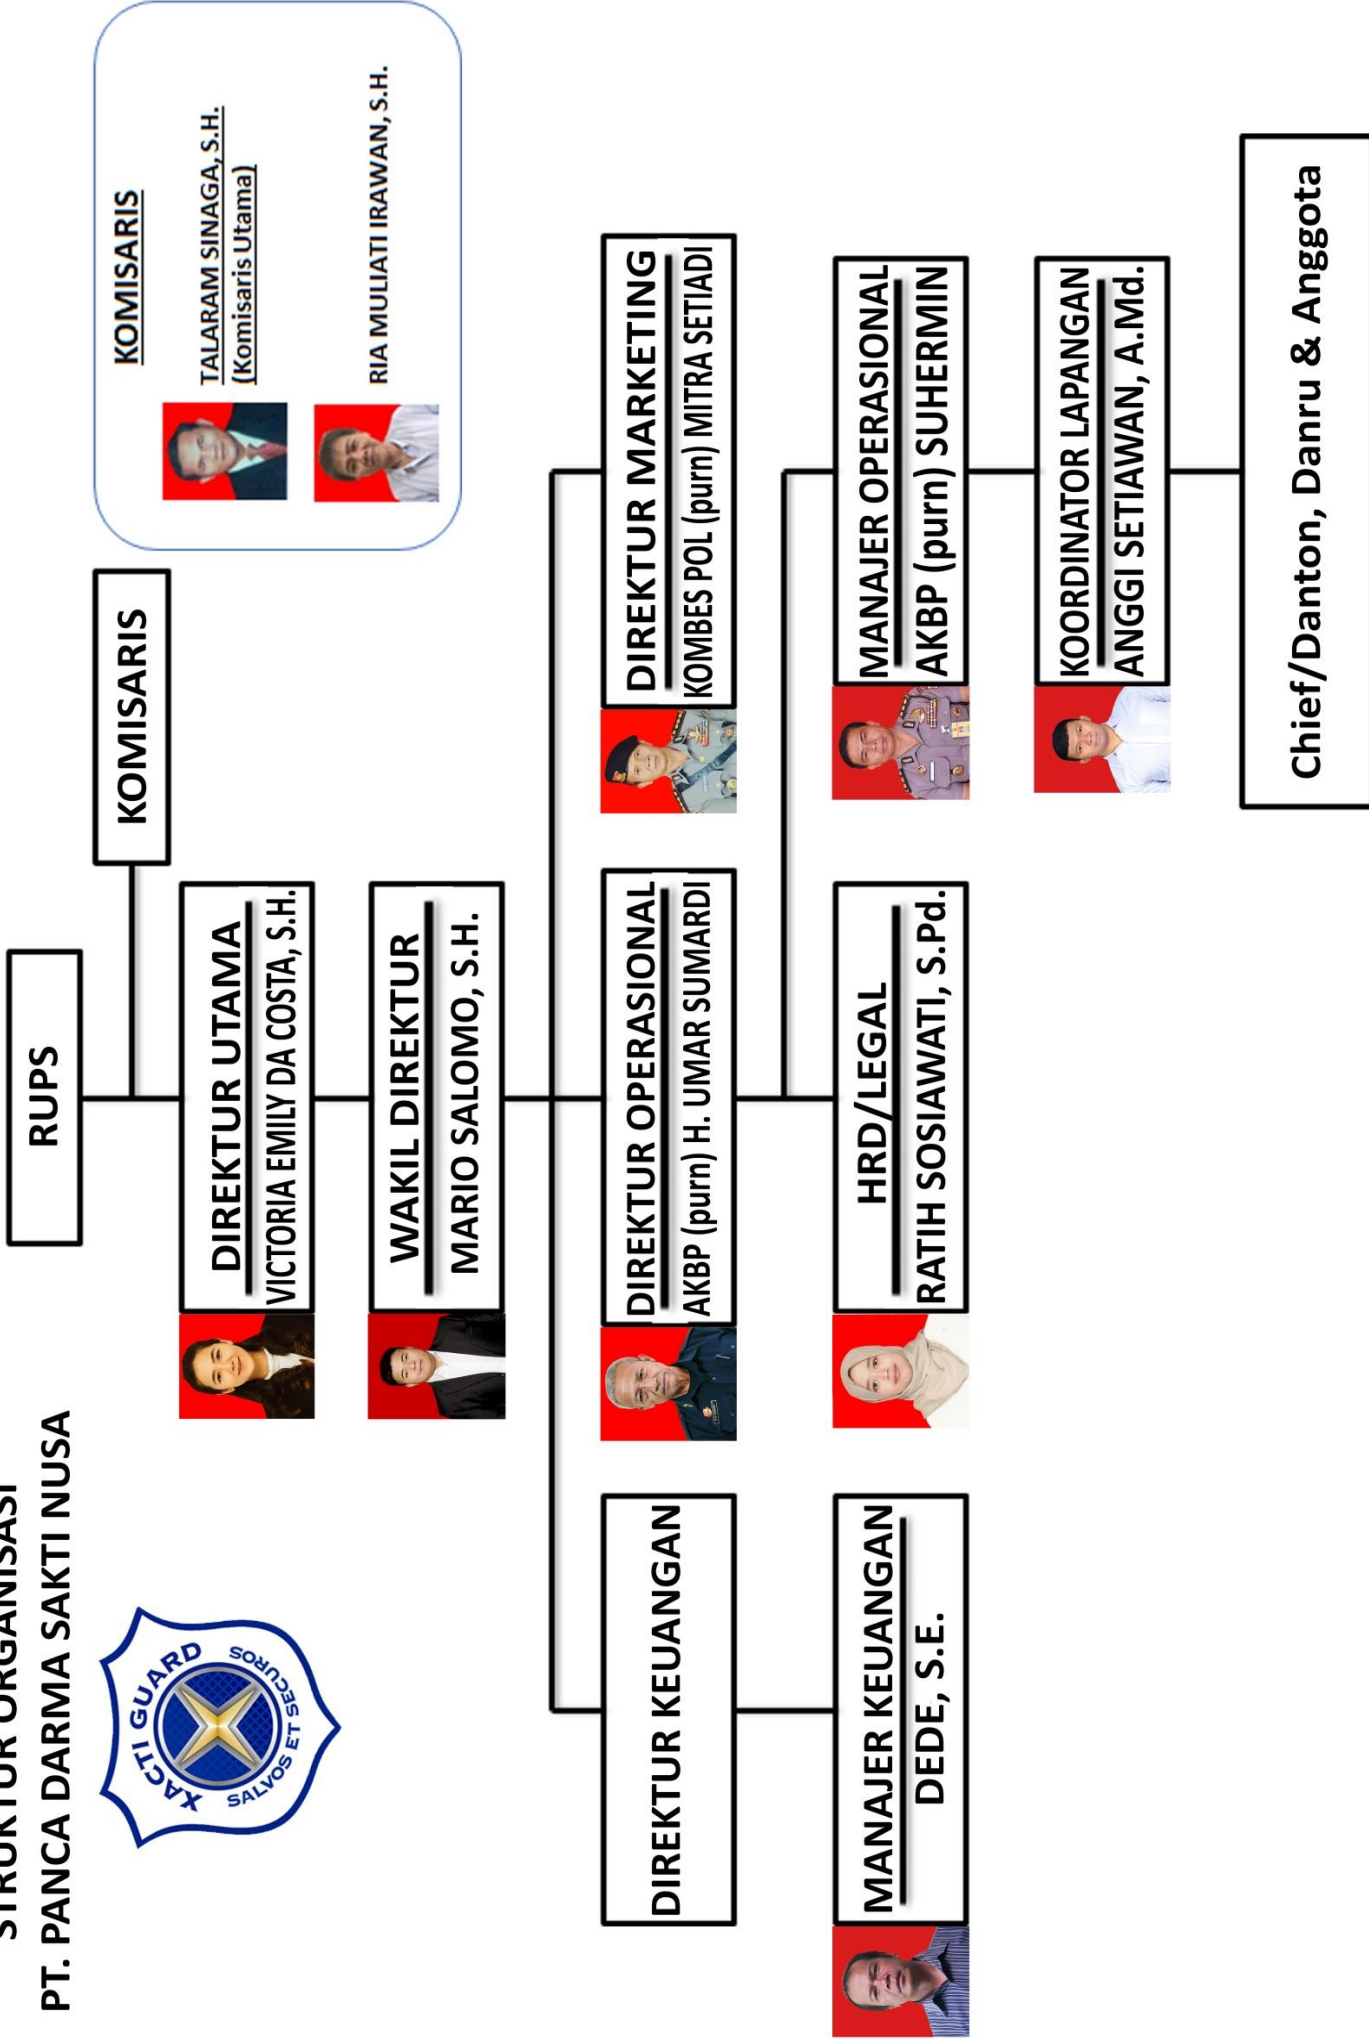 STRUKTUR ORGANISASI
PT. PANCA DARMA SAKTI NUSA
XACTI GUARD
SALVOS ET SECUROS
RUPS
KOMISARIS
KOMISARIS
TALARAM SINAGA, S.H.
(Komisaris Utama)
RIA MULIATI IRAWAN, S.H.
DIREKTUR UTAMA
VICTORIA EMILY DA COSTA, S.H.
WAKIL DIREKTUR
MARIO SALOMO, S.H.
DIREKTUR KEUANGAN
DIREKTUR OPERASIONAL
AKBP (purn) H. UMAR SUMARDI
DIREKTUR MARKETING
KOMBES POL (purn) MITRA SETIADI
MANAJER KEUANGAN
DEDE, S.E.
HRD/LEGAL
RATIH SOSIAWATI, S.Pd.
MANAJER OPERASIONAL
AKBP (purn) SUHERMIN
KOORDINATOR LAPANGAN
ANGGI SETIAWAN, A.Md.
Chief/Danton, Danru & Anggota